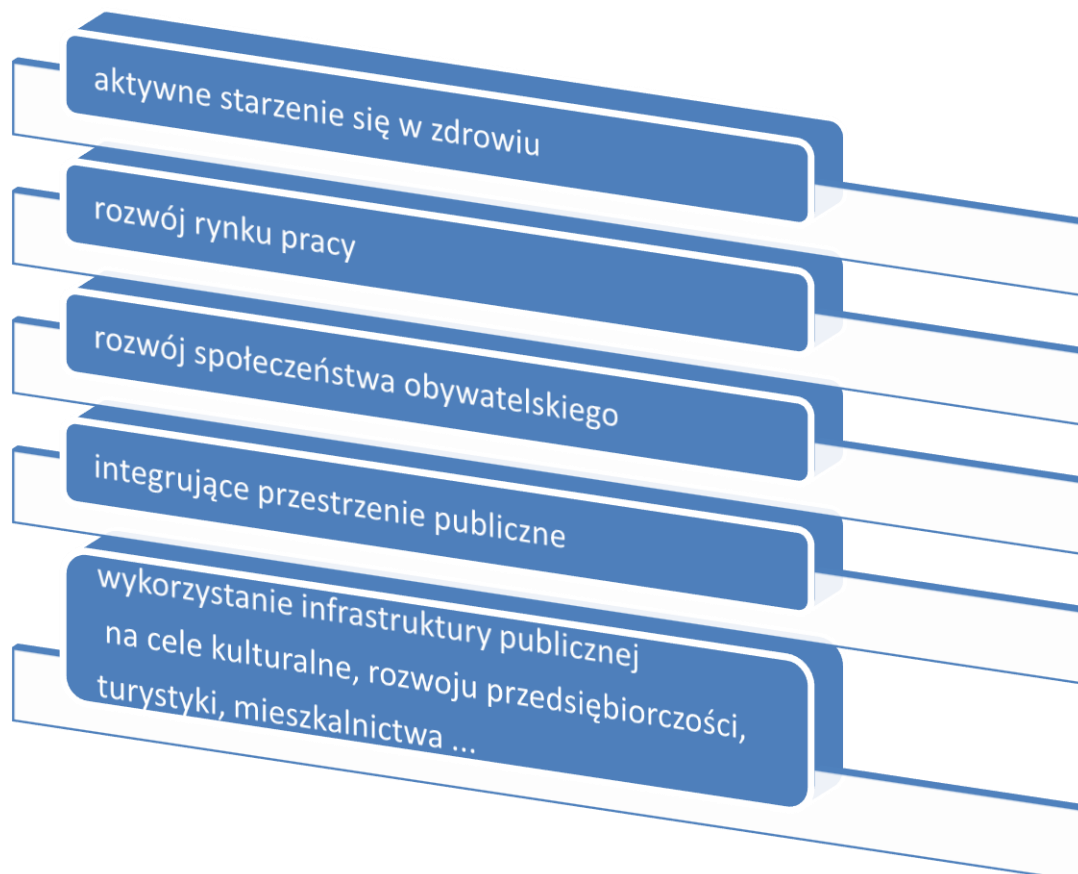 aktywne starzenie się w zdrowiu
rozwój rynku pracy
rozwój społeczeństwa obywatelskiego
integrujące przestrzenie publiczne
wykorzystanie infrastruktury publicznej
na cele kulturalne, rozwoju przedsiębiorczości,
turystyki, mieszkalnictwa ...